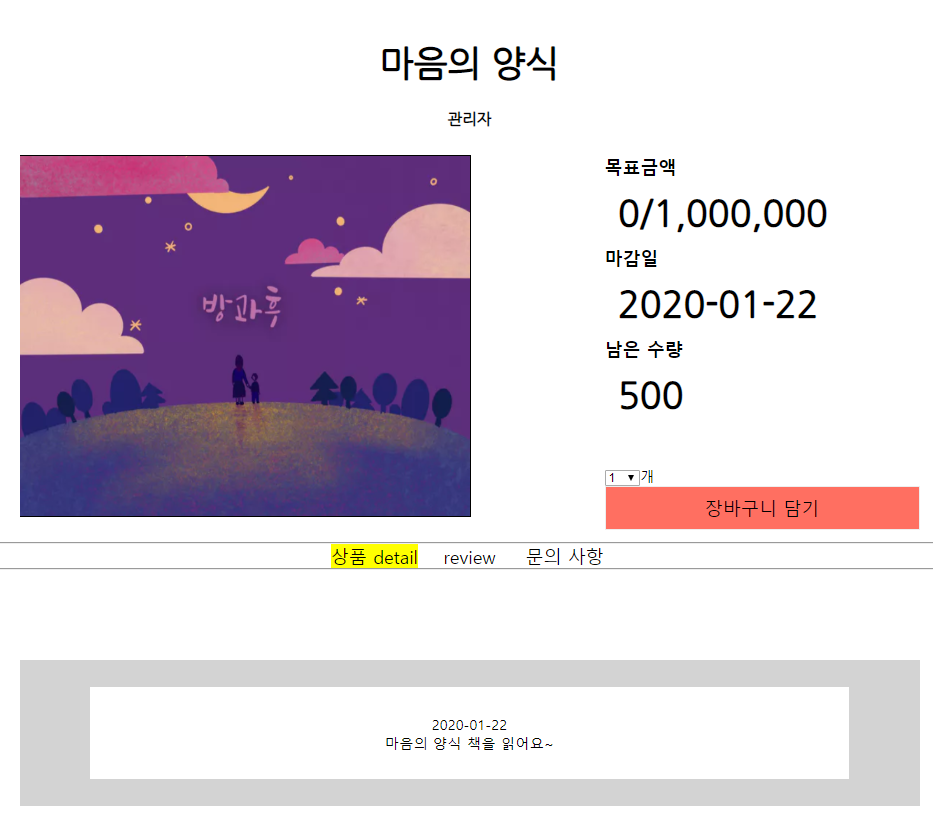 마음의 양식
관리자
방과후
목표금액
0/1,000,000
마감일
2020-01-22
남은 수량
500
1 개
장바구니 담기
상품 detail review 문의 사항
2020-01-22
마음의 양식 책을 읽어요~